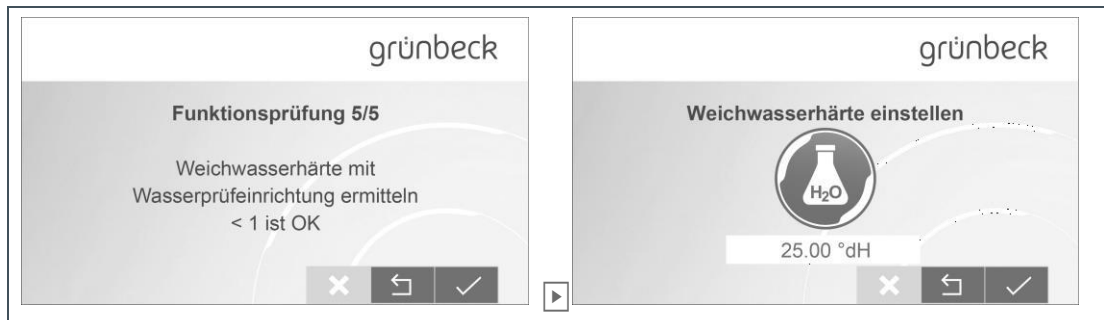 grünbeck
Funktionsprüfung 5/5
Weichwasserhärte mit
Wasserprüfeinrichtung ermitteln
< 1 ist OK
grünbeck
Weichwasserhärte einstellen
H₂O
25.00 °dH